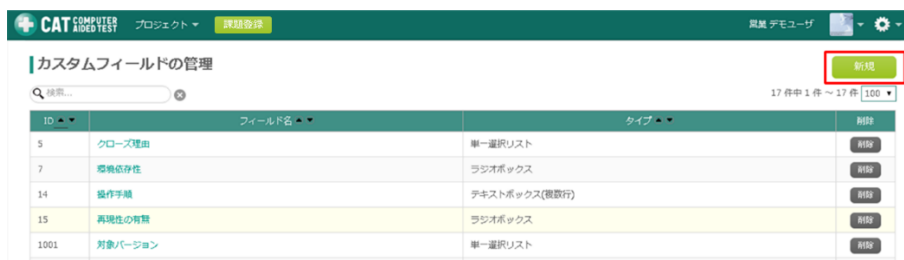 CAT COMPUTER AIDED TEST プロジェクト 課題登録 風梨 デモユーザ
カスタムフィールドの管理
新規
検索...
17 件中 1 件 ～ 17 件 100
ID フィールド名 タイプ 削除
5 クローズ理由 単一選択リスト 削除
7 環境依存性 ラジオボックス 削除
14 操作手順 テキストボックス(複数行) 削除
15 再現性の有無 ラジオボックス 削除
1001 対象バージョン 単一選択リスト 削除